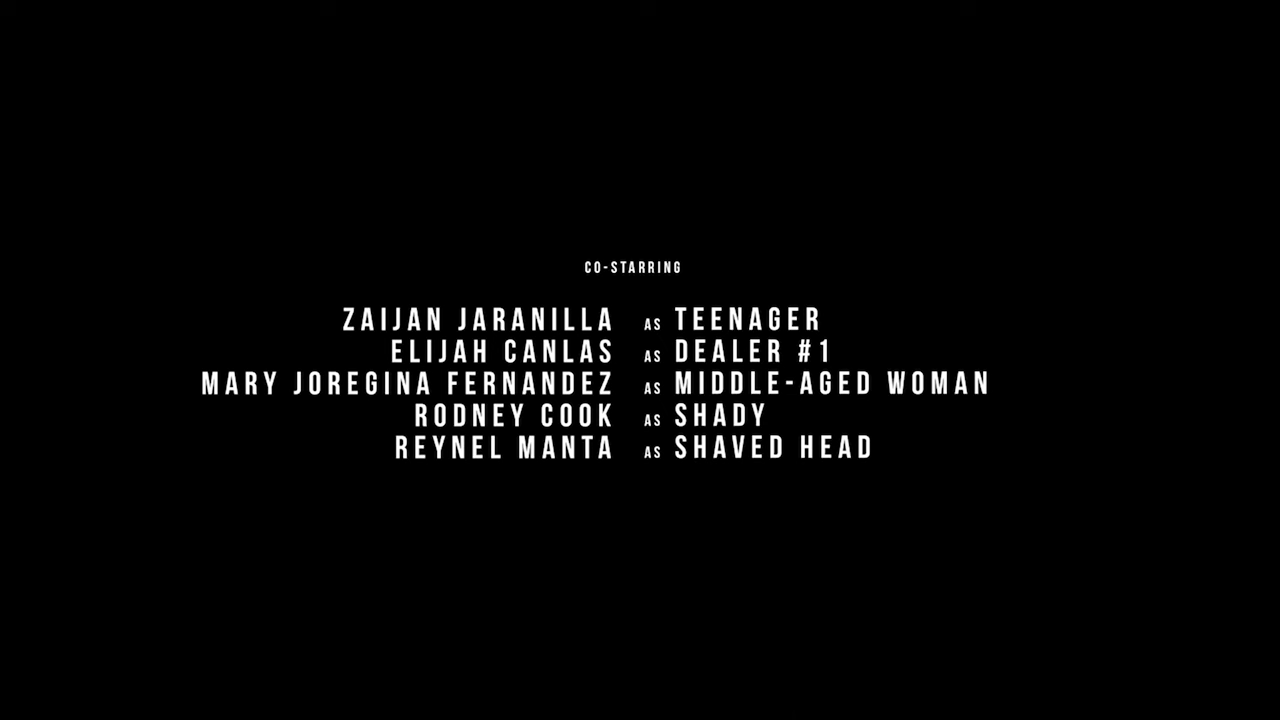 CO-STARRING
ZAIJAN JARANILLA AS TEENAGER
ELIJAH CANLAS AS DEALER #1
MARY JOREGINA FERNANDEZ AS MIDDLE-AGED WOMAN
RODNEY COOK AS SHADY
REYNEL MANTA AS SHAVED HEAD